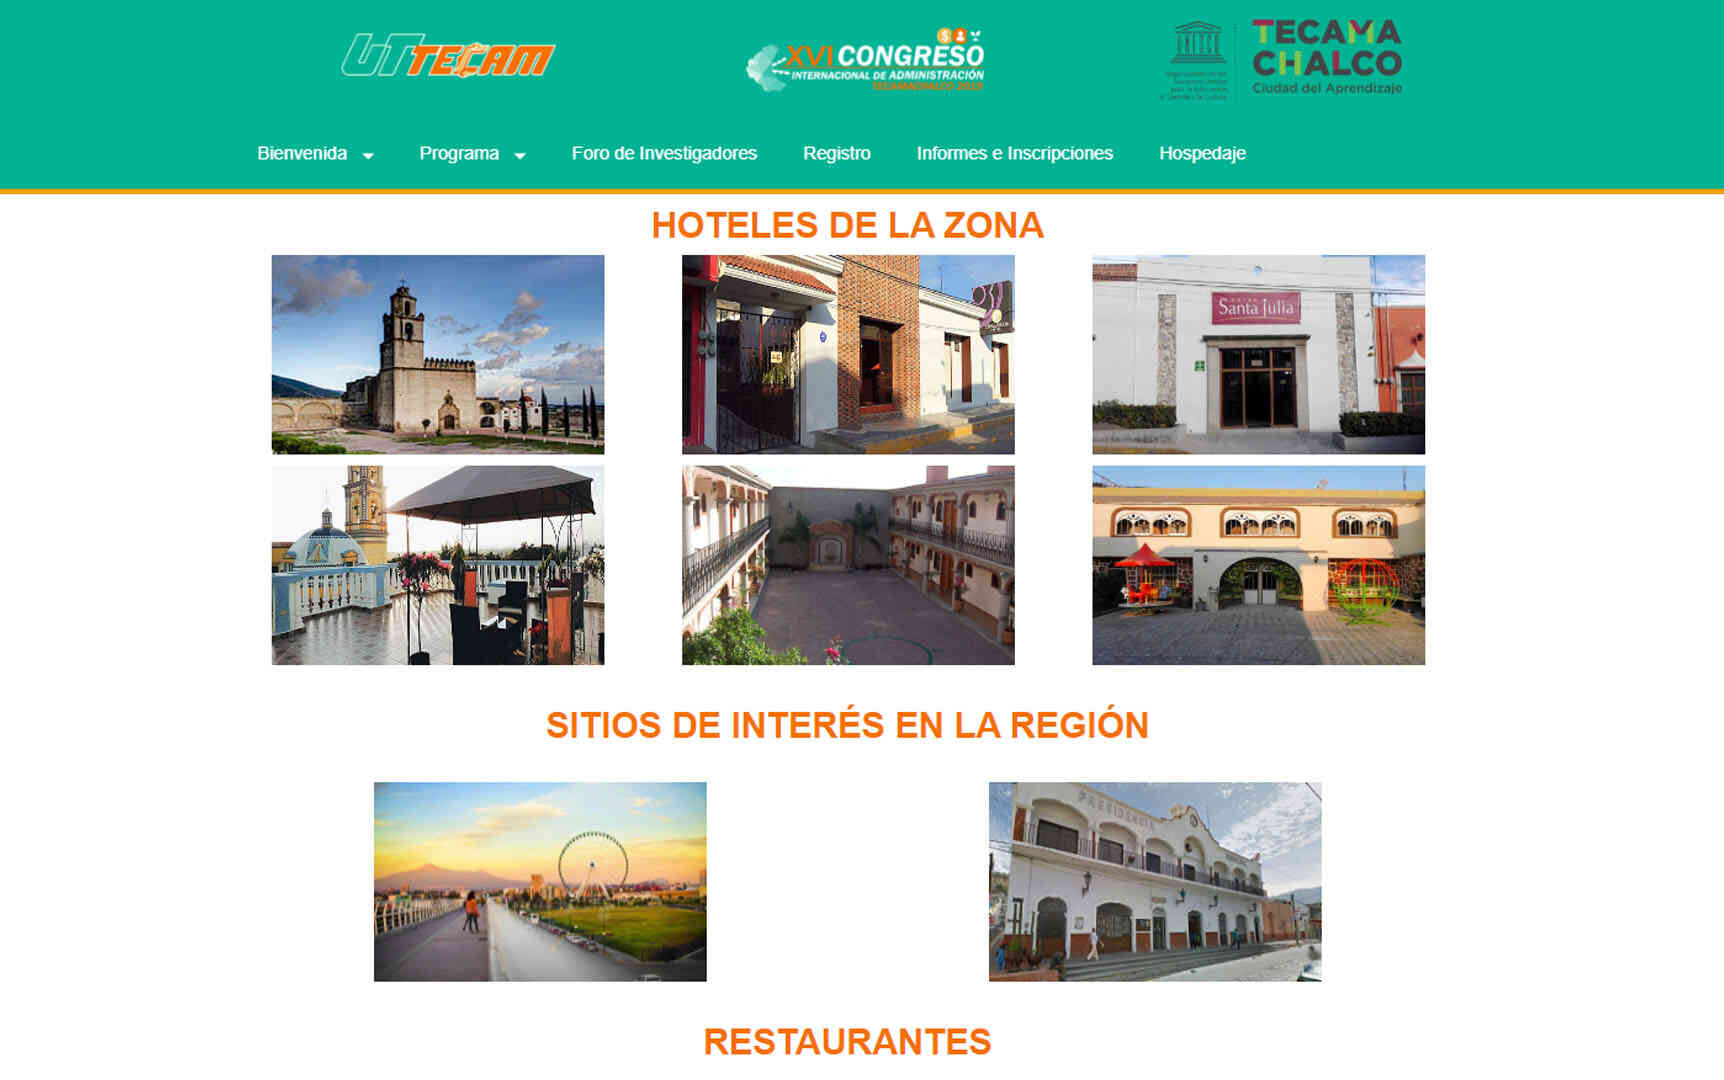 UTTECAM
XVI CONGRESO
INTERNACIONAL DE ADMINISTRACIÓN
TECAMACHALCO 2019
TECAMA
CHALCO
Ciudad del Aprendizaje
Bienvenida
Programa
Foro de Investigadores
Registro
Informes e Inscripciones
Hospedaje
HOTELES DE LA ZONA
Santa Julia
SITIOS DE INTERÉS EN LA REGIÓN
PRESIDENCIA
RESTAURANTES